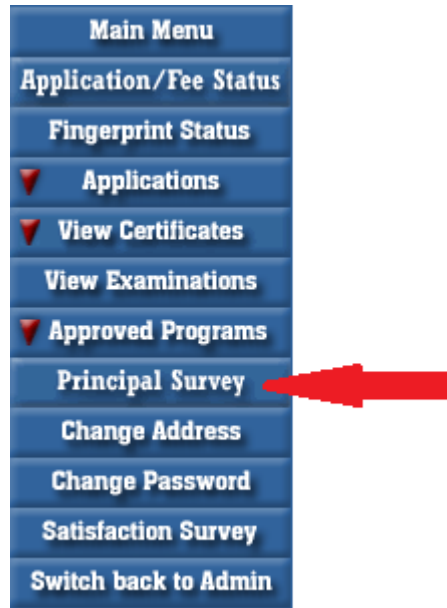 Main Menu
Application/Fee Status
Fingerprint Status
Applications
View Certificates
View Examinations
Approved Programs
Principal Survey
Change Address
Change Password
Satisfaction Survey
Switch back to Admin